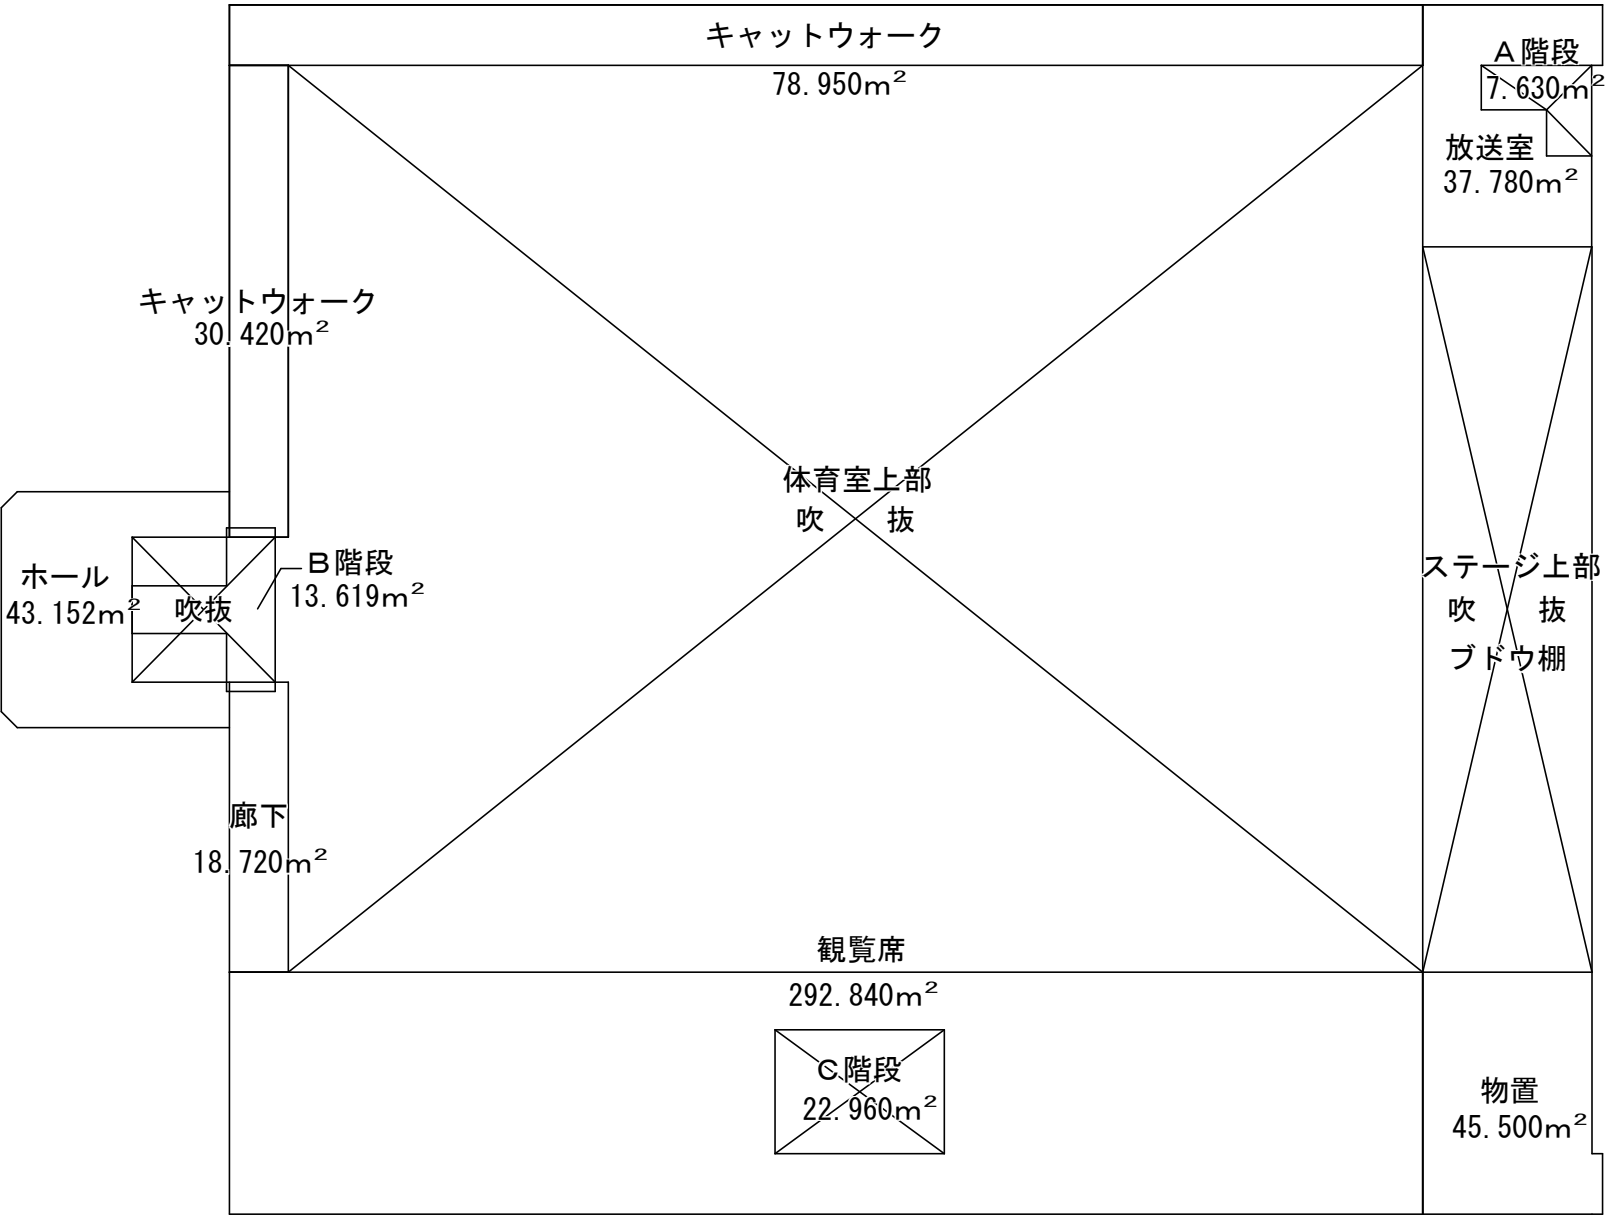 キャットウォーク
78.950m²
A階段
7.630m²
放送室
37.780m²
キャットウォーク
30.420m²
体育室上部
吹 抜
ホール
43.152m²
吹抜
B階段
13.619m²
ステージ上部
吹 抜
ブドウ棚
廊下
18.720m²
観覧席
292.840m²
C階段
22.960m²
物置
45.500m²